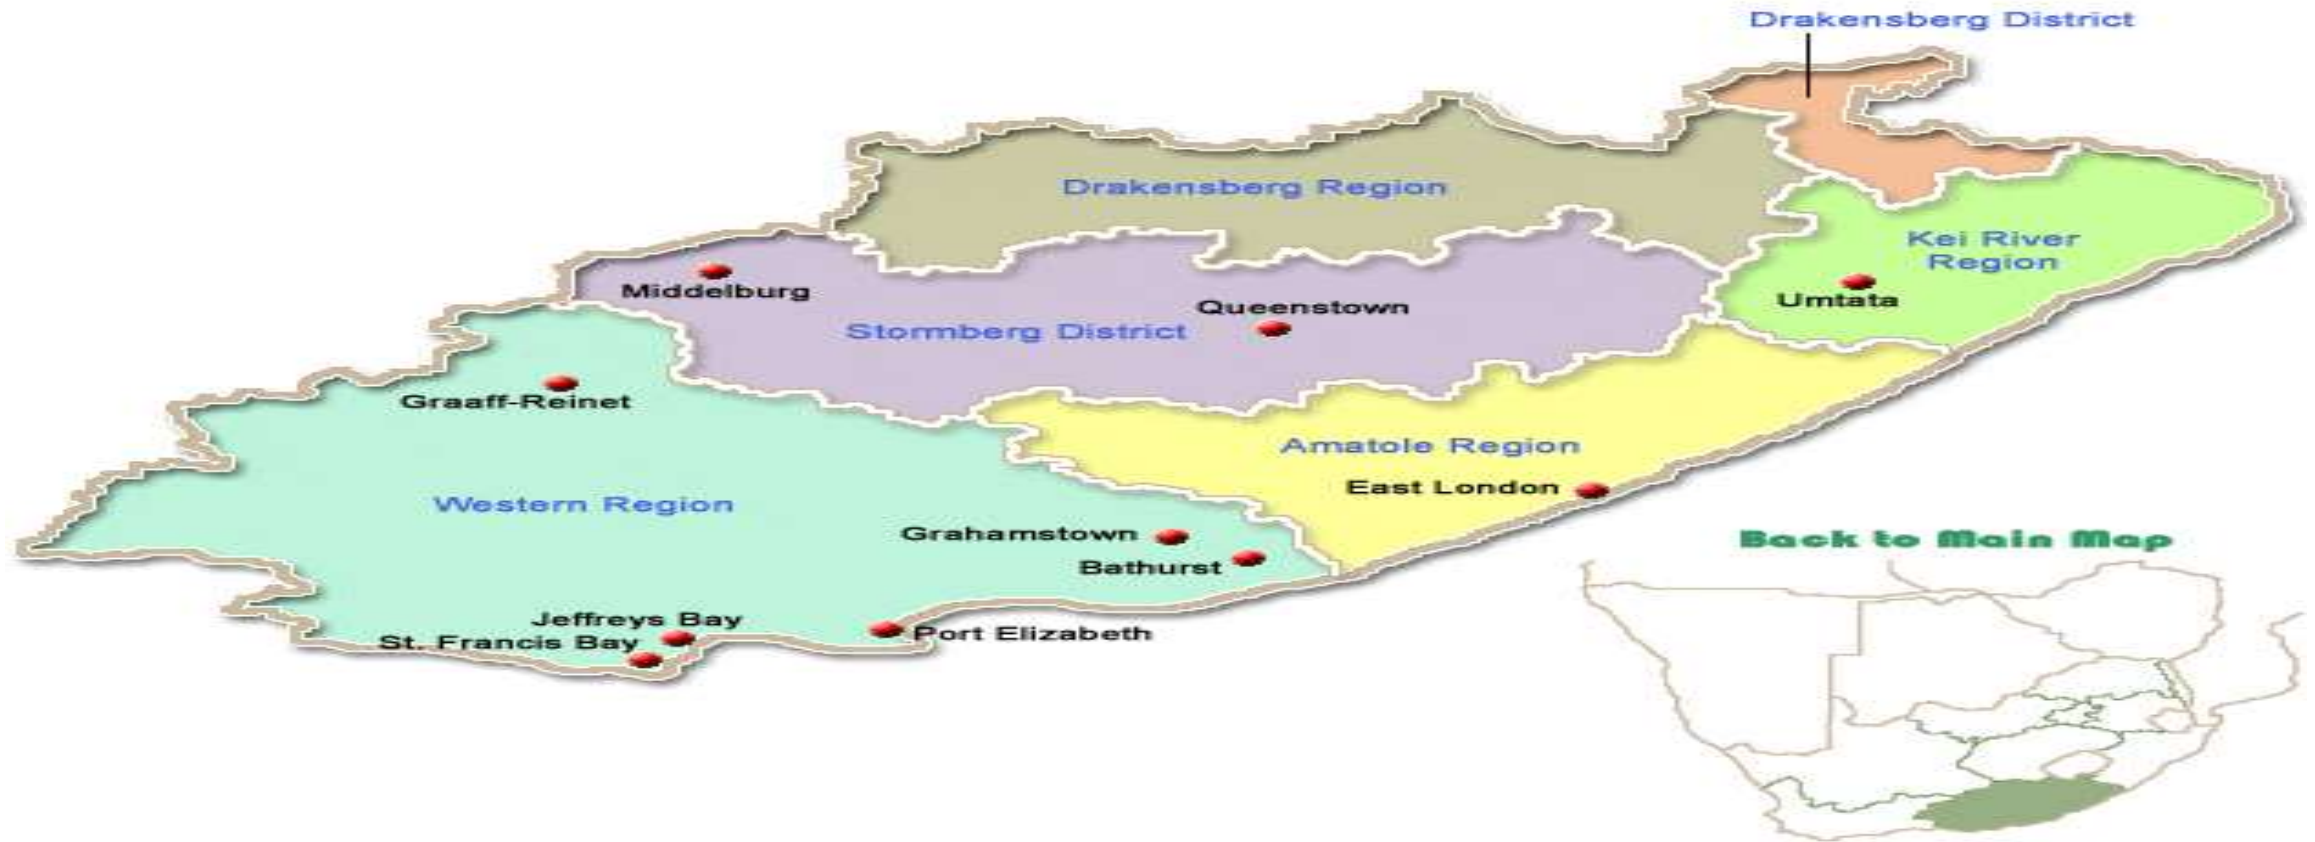 Drakensberg District
Drakensberg Region
Kei River
Region
Middelburg
Umtata
Queenstown
Stormberg District
Graaff-Reinet
Amatole Region
East London
Western Region
Grahamstown
Bathurst
Back to Main Map
Jeffreys Bay
St. Francis Bay
Port Elizabeth